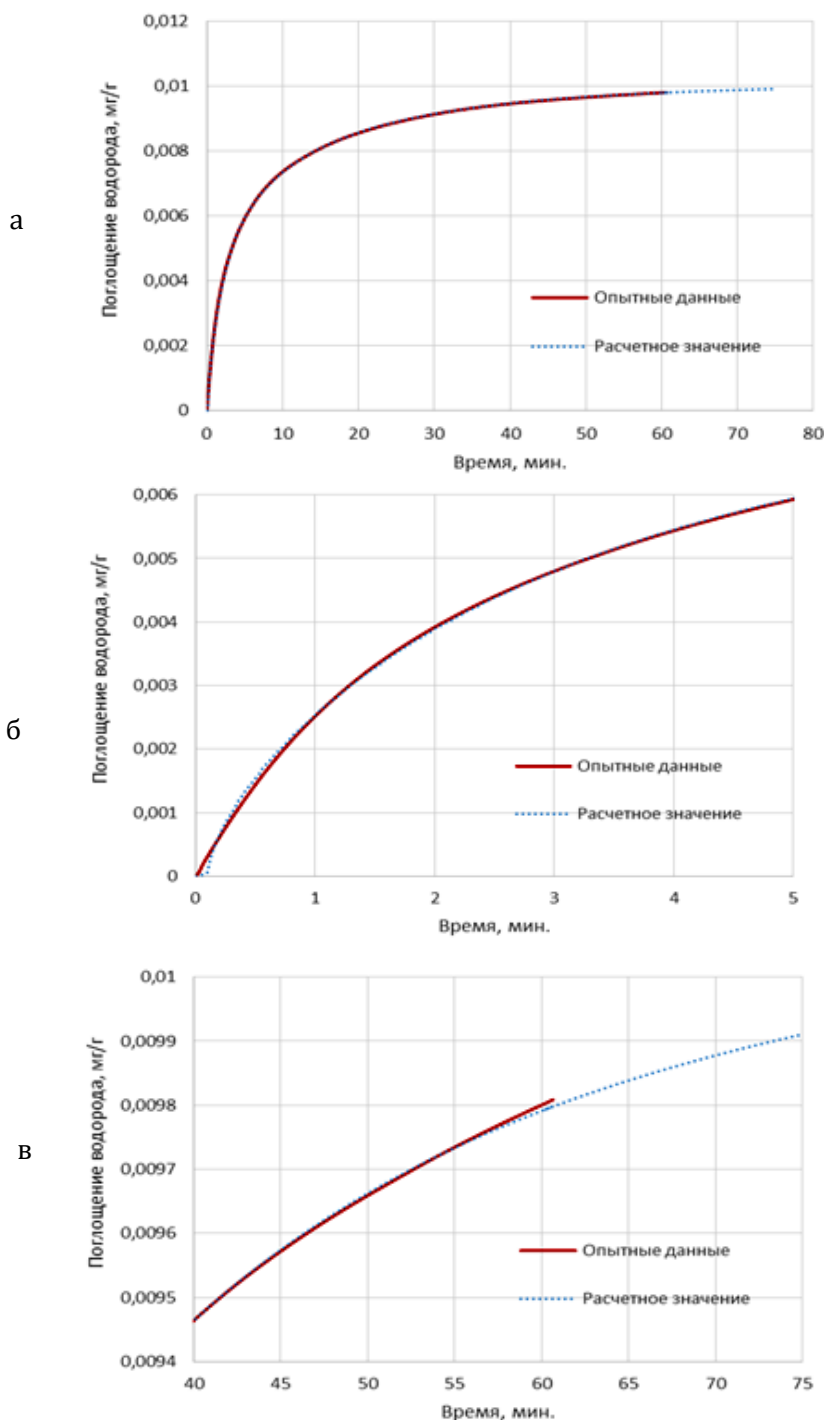 а
Поглощение водорода, мг/г
0,012
0,01
0,008
0,006
0,004
0,002
0
0 10 20 30 40 50 60 70 80
Время, мин.
Опытные данные
Расчетное значение
б
Поглощение водорода, мг/г
0,006
0,005
0,004
0,003
0,002
0,001
0
0 1 2 3 4 5
Время, мин.
Опытные данные
Расчетное значение
в
Поглощение водорода, мг/г
0,01
0,0099
0,0098
0,0097
0,0096
0,0095
0,0094
40 45 50 55 60 65 70 75
Время, мин.
Опытные данные
Расчетное значение